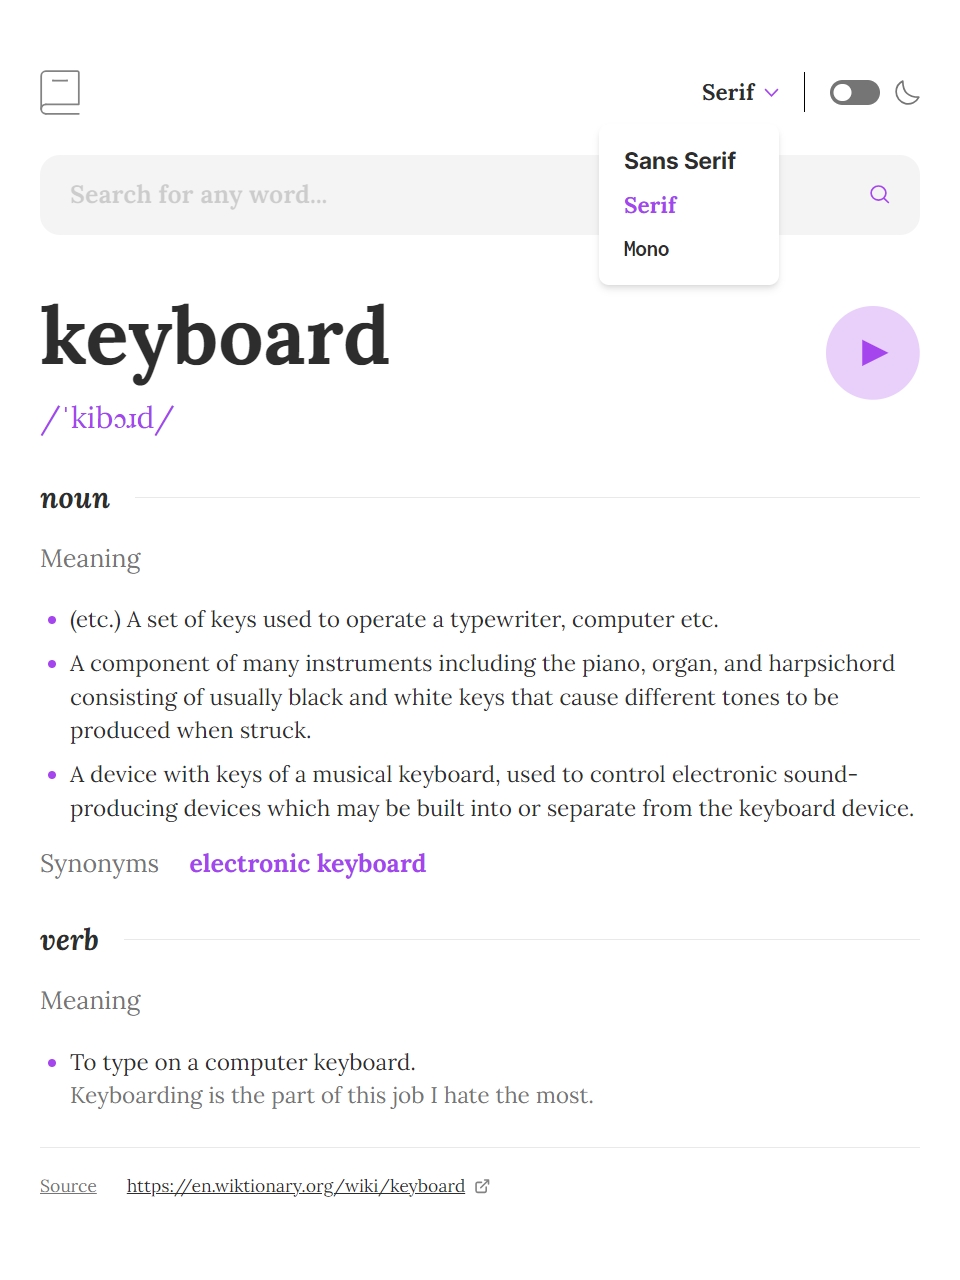 Serif
Sans Serif
Serif
Mono
Search for any word...
keyboard
/ˈkibɔɹd/
noun
Meaning
(etc.) A set of keys used to operate a typewriter, computer etc.
A component of many instruments including the piano, organ, and harpsichord
consisting of usually black and white keys that cause different tones to be
produced when struck.
A device with keys of a musical keyboard, used to control electronic sound-
producing devices which may be built into or separate from the keyboard device.
Synonyms electronic keyboard
verb
Meaning
To type on a computer keyboard.
Keyboarding is the part of this job I hate the most.
Source https://en.wiktionary.org/wiki/keyboard